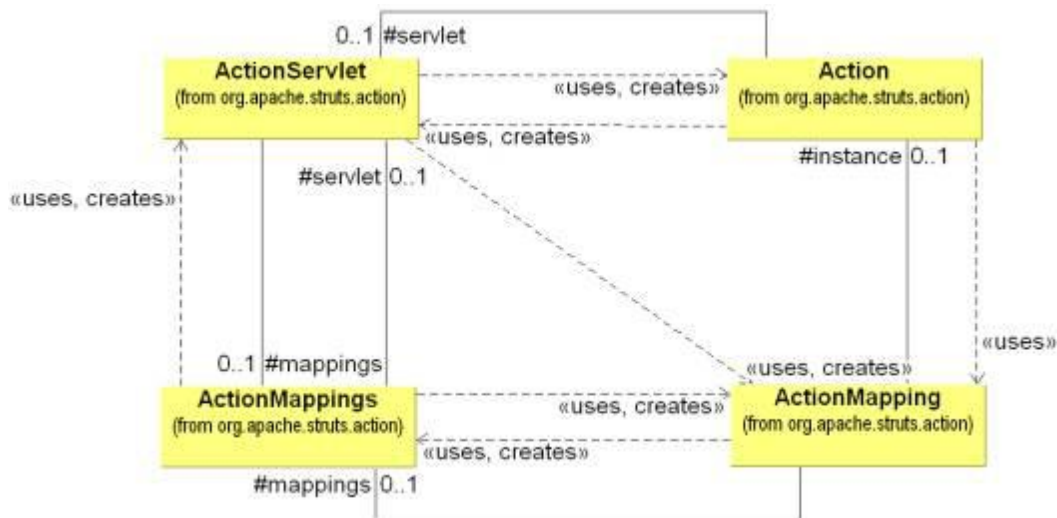 0..1 #servlet
ActionServlet
(from org.apache.struts.action)
Action
(from org.apache.struts.action)
«uses, creates»
«uses, creates»
#servlet 0..1
#instance 0..1
«uses, creates»
«uses»
0..1 #mappings
«uses, creates»
ActionMappings
(from org.apache.struts.action)
ActionMapping
(from org.apache.struts.action)
«uses, creates»
«uses, creates»
#mappings 0..1